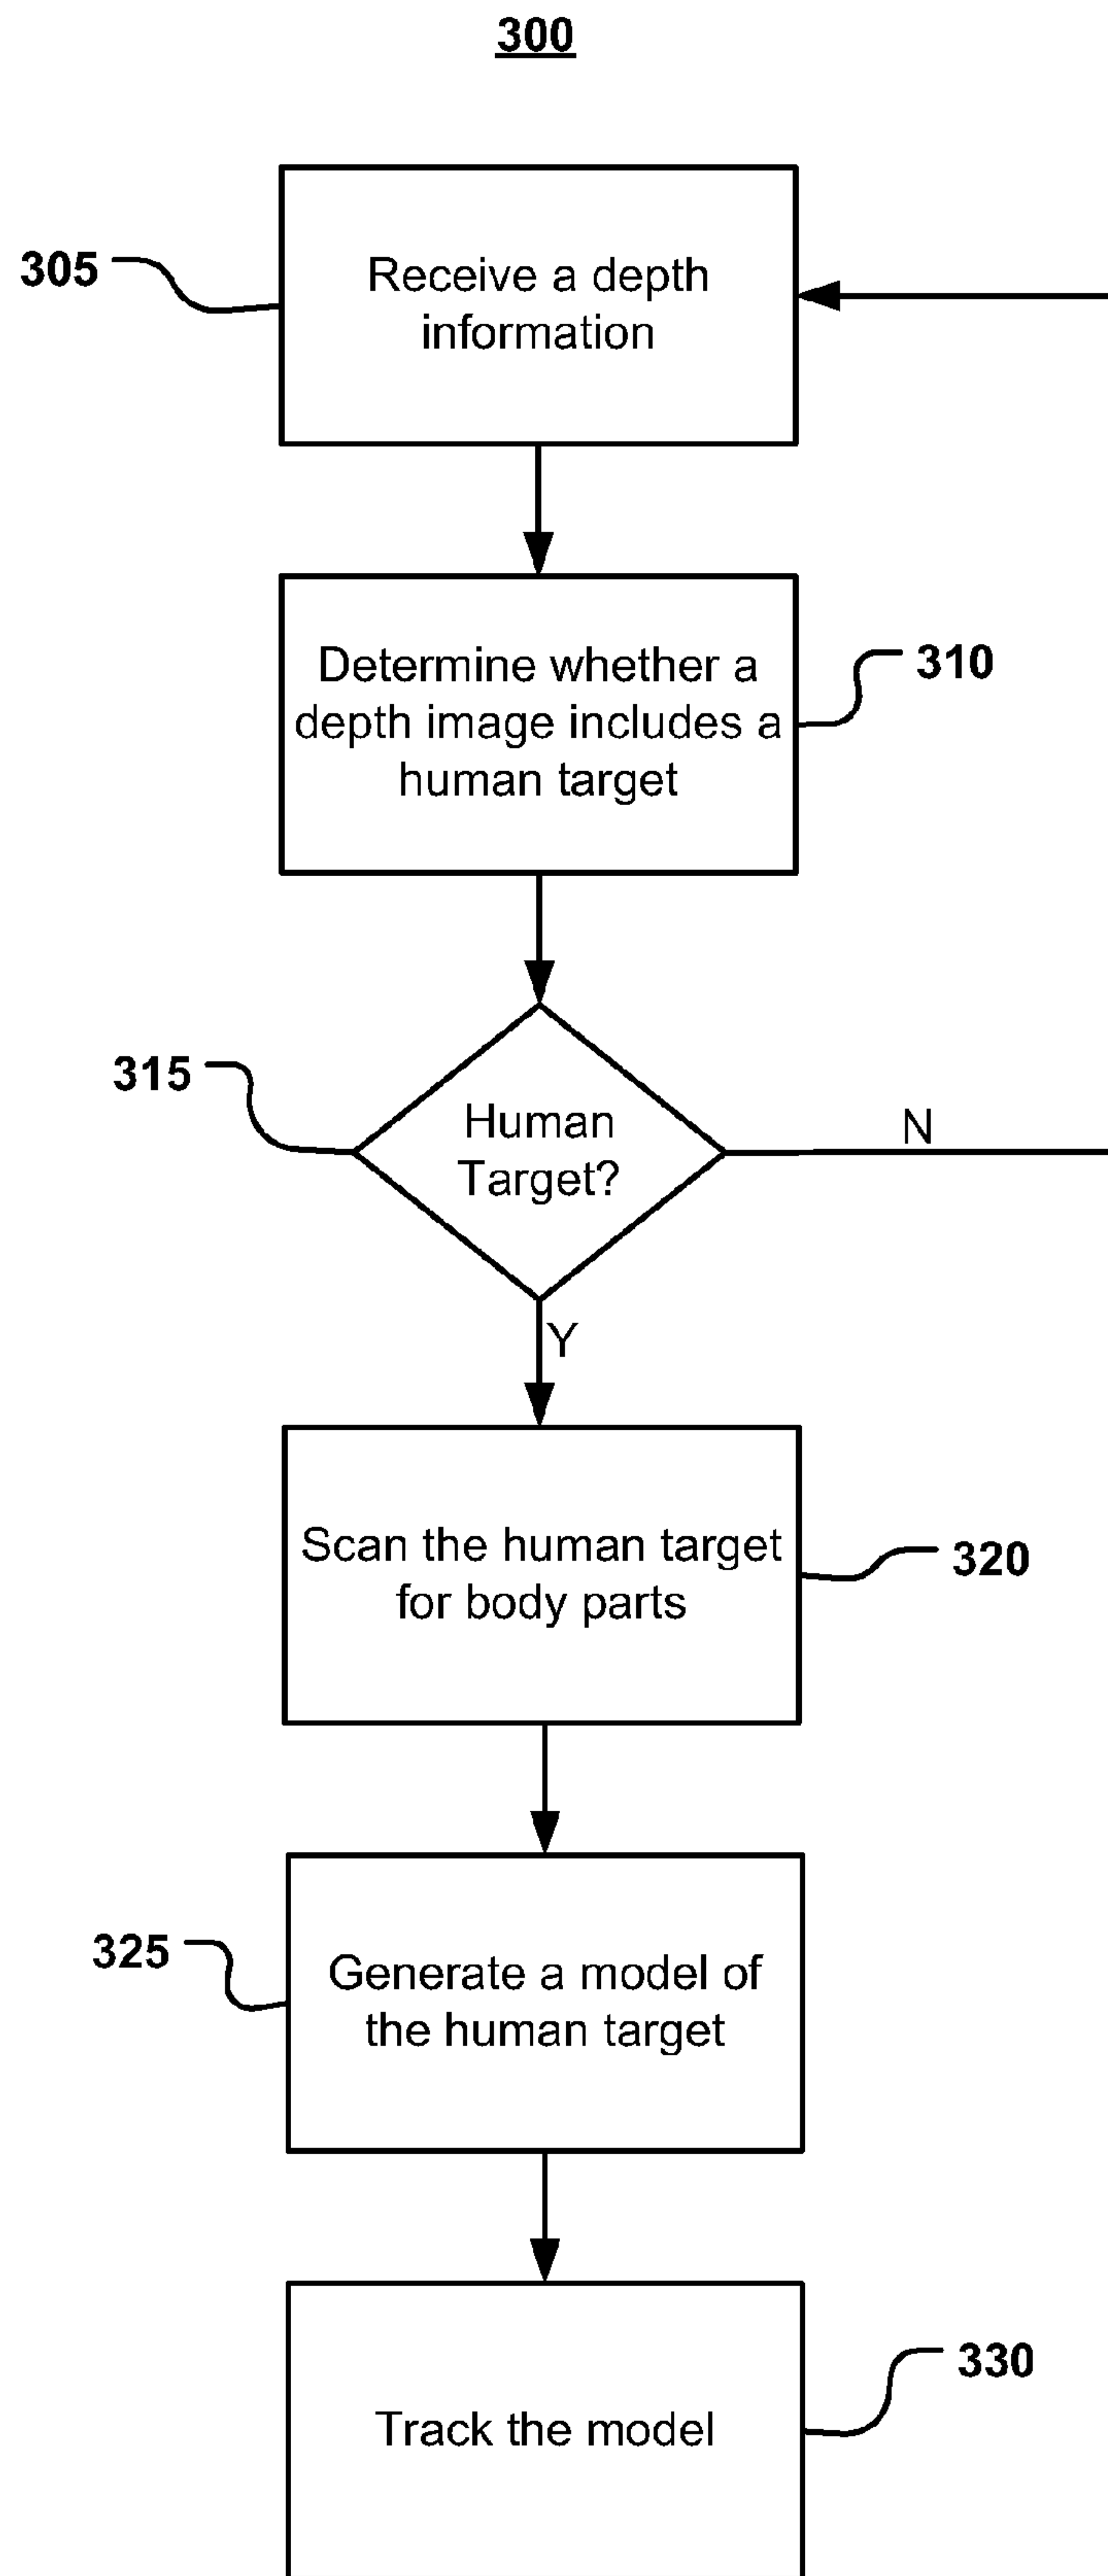 300
305
Receive a depth
information
Determine whether a
depth image includes a
human target
310
315
Human
Target?
N
Y
Scan the human target
for body parts
320
325
Generate a model of
the human target
Track the model
330